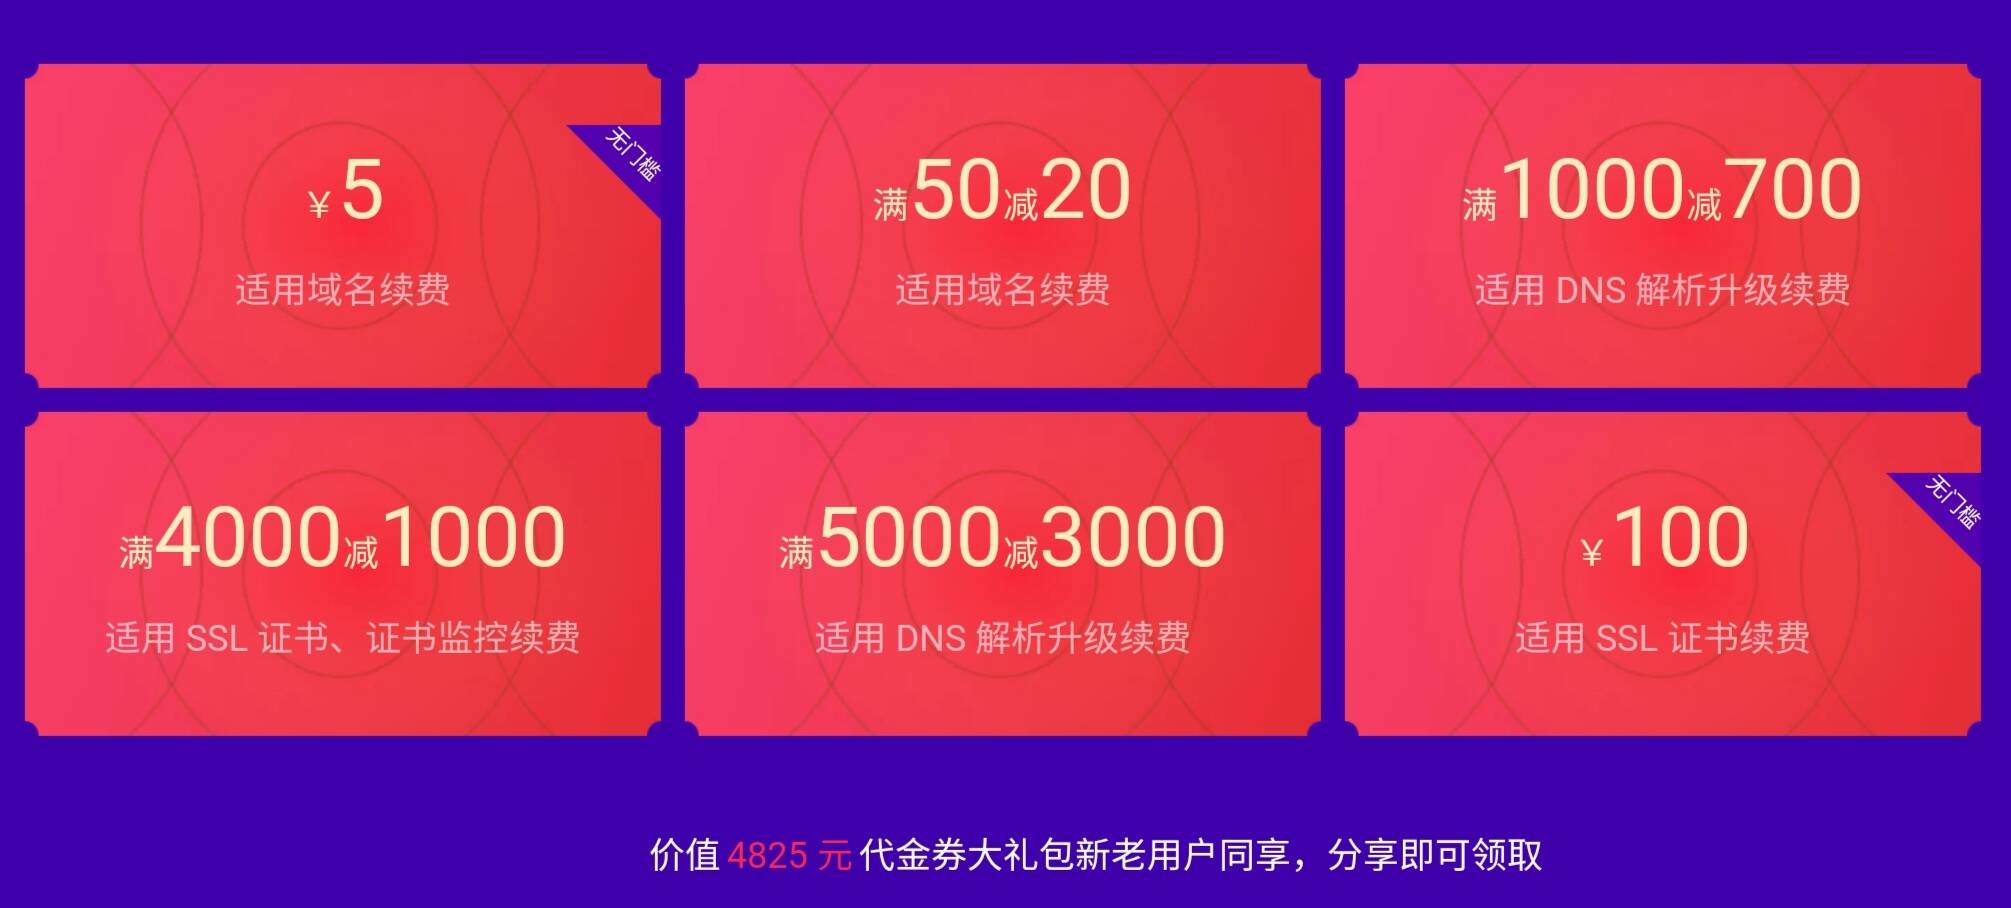 ¥5
无门槛
适用域名续费
满50减20
适用域名续费
满1000减700
适用 DNS 解析升级续费
满4000减1000
适用 SSL 证书、证书监控续费
满5000减3000
适用 DNS 解析升级续费
¥100
无门槛
适用 SSL 证书续费
价值 4825 元 代金券大礼包新老用户同享，分享即可领取